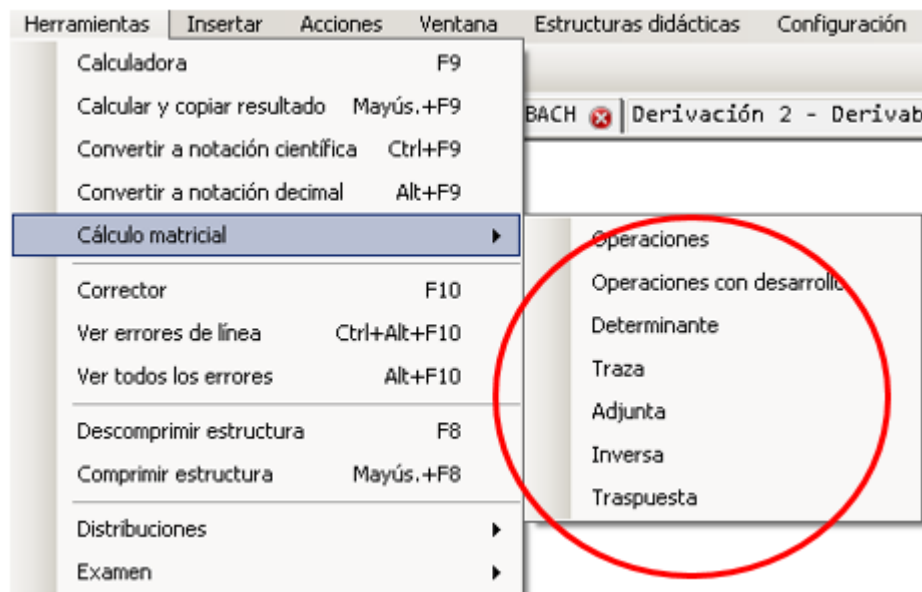 Herramientas Insertar Acciones Ventana Estructuras didácticas Configuración
Calculadora F9
Calcular y copiar resultado Mayús.+F9
Convertir a notación científica Ctrl+F9
Convertir a notación decimal Alt+F9
Cálculo matricial
Corrector F10
Ver errores de línea Ctrl+Alt+F10
Ver todos los errores Alt+F10
Descomprimir estructura F8
Comprimir estructura Mayús.+F8
Distribuciones
Examen
BACH Derivación 2 - Derivab
Operaciones
Operaciones con desarrollo
Determinante
Traza
Adjunta
Inversa
Traspuesta